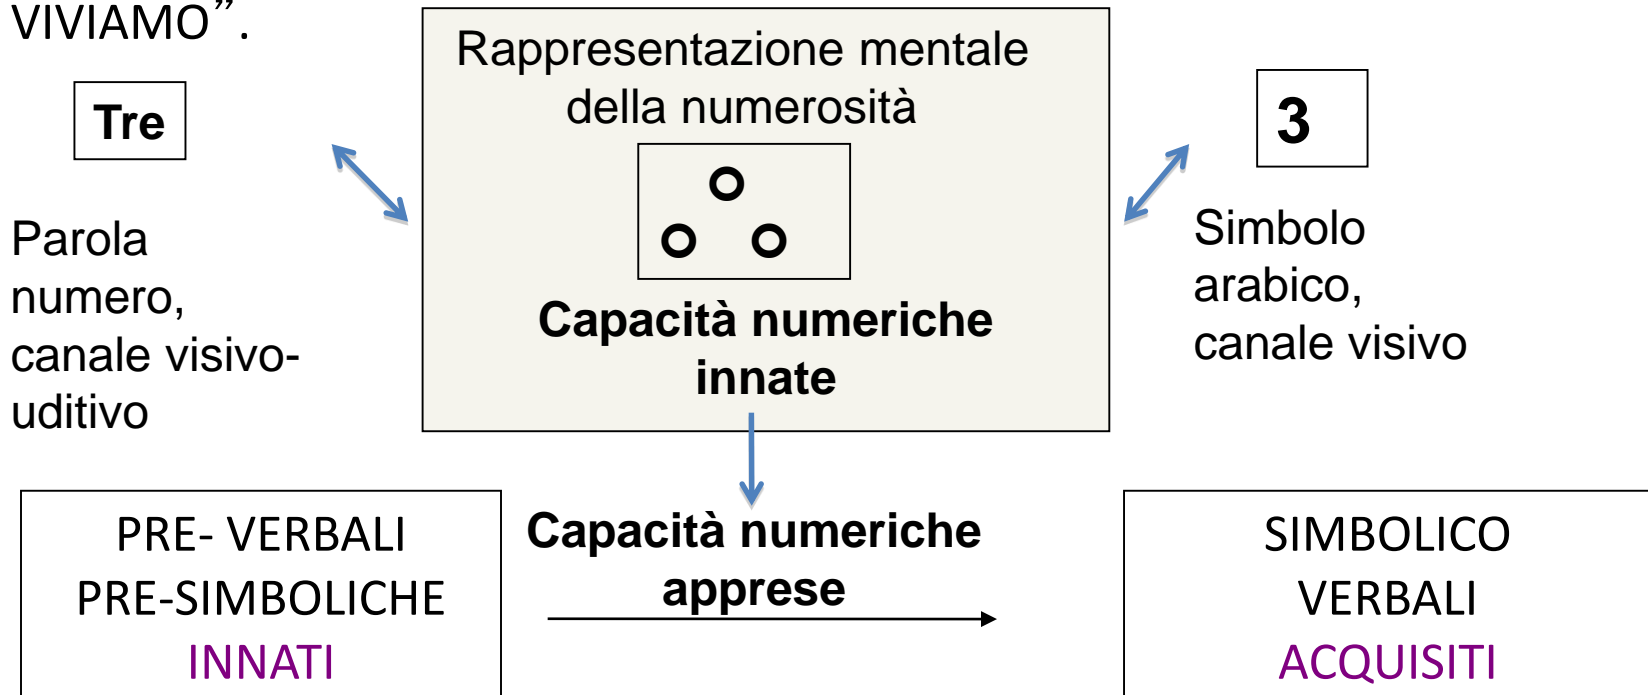 VIVIAMO”.
Tre
Parola
numero,
canale visivo-
uditivo
Rappresentazione mentale
della numerosità
Capacità numeriche
innate
3
Simbolo
arabico,
canale visivo
PRE- VERBALI
PRE-SIMBOLICHE
INNATI
Capacità numeriche
apprese
SIMBOLICO
VERBALI
ACQUISITI